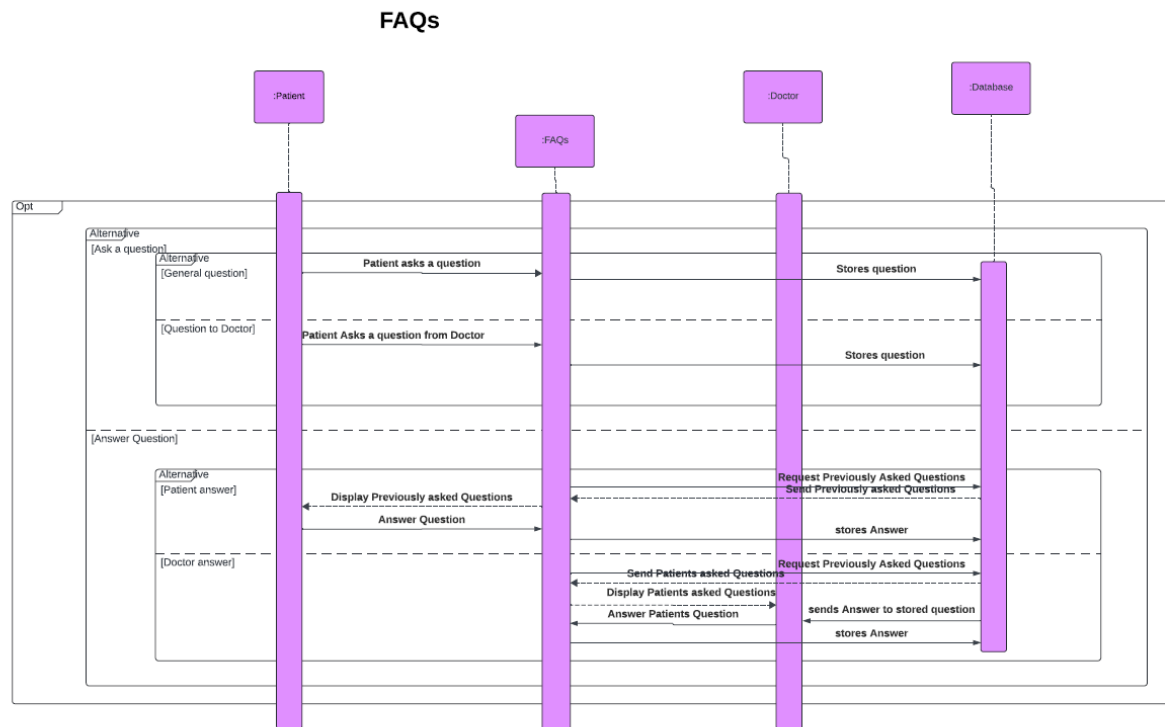 FAQs
:Patient
:FAQs
:Doctor
:Database
Opt
Alternative
[Ask a question]
Alternative
[General question]
Patient asks a question
Stores question
[Question to Doctor]
Patient Asks a question from Doctor
Stores question
[Answer Question]
Alternative
[Patient answer]
Request Previously Asked Questions
Send Previously asked Questions
Display Previously asked Questions
Answer Question
stores Answer
[Doctor answer]
Request Previously Asked Questions
Send Patients asked Questions
Display Patients asked Questions
sends Answer to stored question
Answer Patients Question
stores Answer